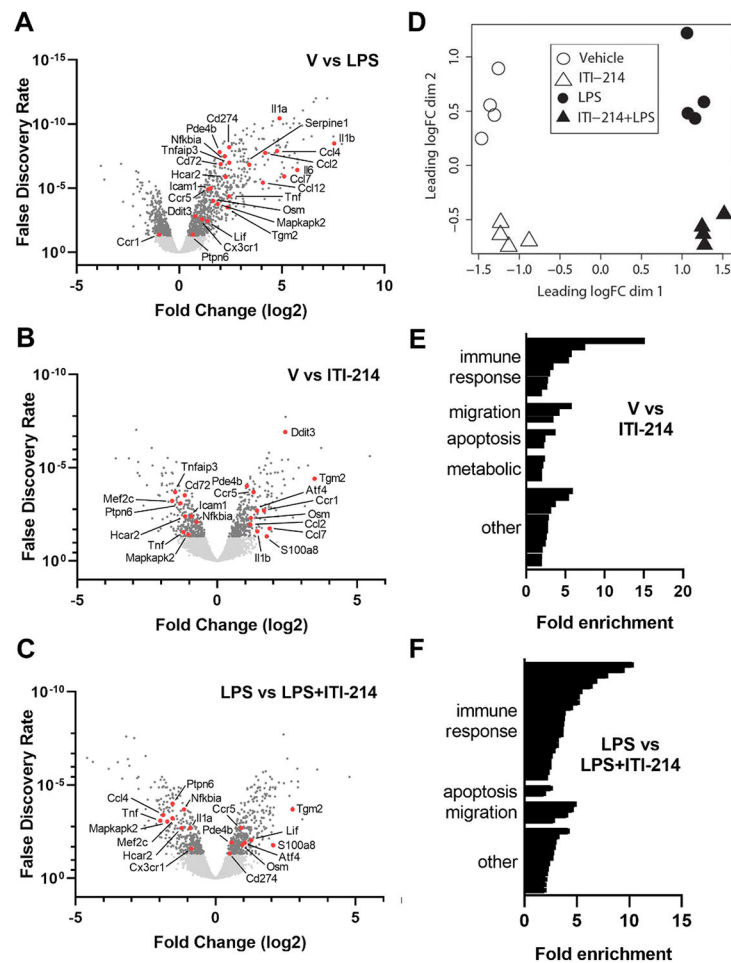 A
V vs LPS
False Discovery Rate
10-15
10-10
10-5
100
Il1a
Cd274
Pde4b
Serpine1
Nfkbia
Il1b
Tnfaip3
Ccl4
Cd72
Ccl2
Il6
Hcar2
Ccl7
Icam1
Ccl12
Ccr5
Tnf
Ddit3
Osm
Mapkapk2
Lif
Tgm2
Ccr1
Cx3cr1
Ptpn6
-5 0 5 10
Fold Change (log2)
B
V vs ITI-214
False Discovery Rate
10-10
10-5
100
Ddit3
Tnfaip3
Cd72
Pde4b
Tgm2
Ccr5
Atf4
Mef2c
Icam1
Ccr1
Ptpn6
Nfkbia
Osm
Hcar2
Ccl2
Ccl7
Tnf
Mapkapk2
Il1b
S100a8
-5 0 5
Fold Change (log2)
C
LPS vs LPS+ITI-214
False Discovery Rate
10-10
10-5
100
Ptpn6
Ccl4
Nfkbia
Tnf
Il1a
Ccr5
Tgm2
Mapkapk2
Pde4b
Lif
Mef2c
S100a8
Hcar2
Atf4
Cx3cr1
Osm
Cd274
-5 0 5
Fold Change (log2)
D
Leading logFC dim 2
1.0
0.5
0.0
−0.5
Vehicle
ITI−214
LPS
ITI−214+LPS
−1.5 −1.0 −0.5 0.0 0.5 1.0 1.5
Leading logFC dim 1
E
immune
response
migration
apoptosis
metabolic
other
V vs
ITI-214
0 5 10 15 20
Fold enrichment
F
immune
response
apoptosis
migration
other
LPS vs
LPS+ITI-214
0 5 10 15
Fold enrichment